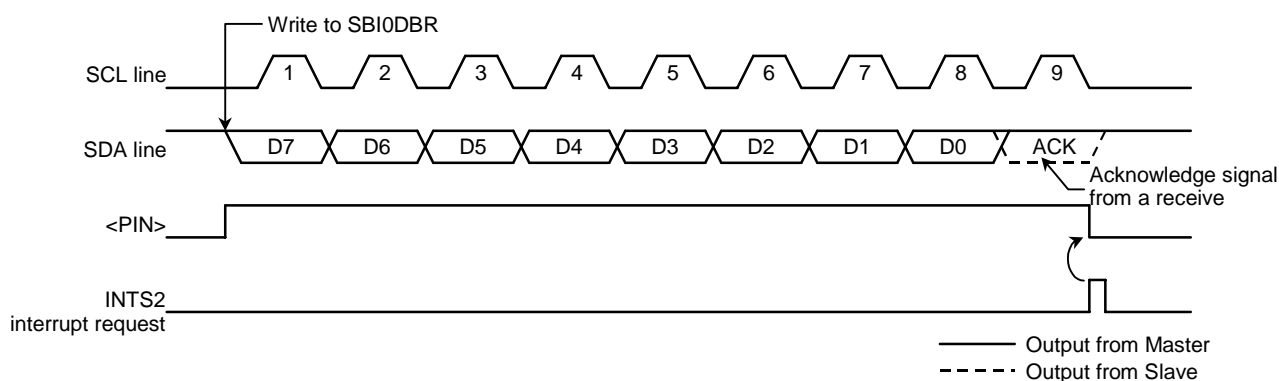 Write to SBI0DBR
SCL line
1 2 3 4 5 6 7 8 9
SDA line
D7 D6 D5 D4 D3 D2 D1 D0 ACK
Acknowledge signal
from a receive
<PIN>
INTS2
interrupt request
Output from Master
Output from Slave